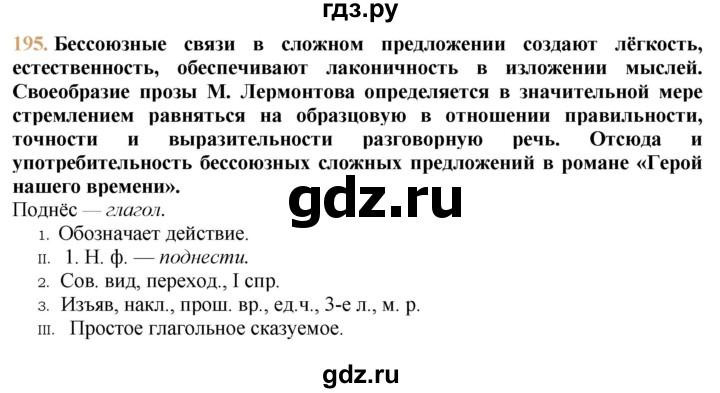 гдз.ру
195. Бессоюзные связи в сложном предложении создают лёгкость,
естественность, обеспечивают лаконичность в изложении мыслей.
Своеобразие прозы М. Лермонтова определяется в значительной мере
стремлением равняться на образцовую в отношении правильности,
точности и выразительности разговорную речь. Отсюда и
употребительность бессоюзных сложных предложений в романе «Герой
нашего времени».
gdz.ru
Поднёс — глагол.
I. Обозначает действие.
II. 1. Н. ф. — поднести.
2. Сов. вид, переход., I спр.
3. Изъяв, накл., прош. вр., ед.ч., 3-е л., м. р.
III. Простое глагольное сказуемое.
gdz.ru